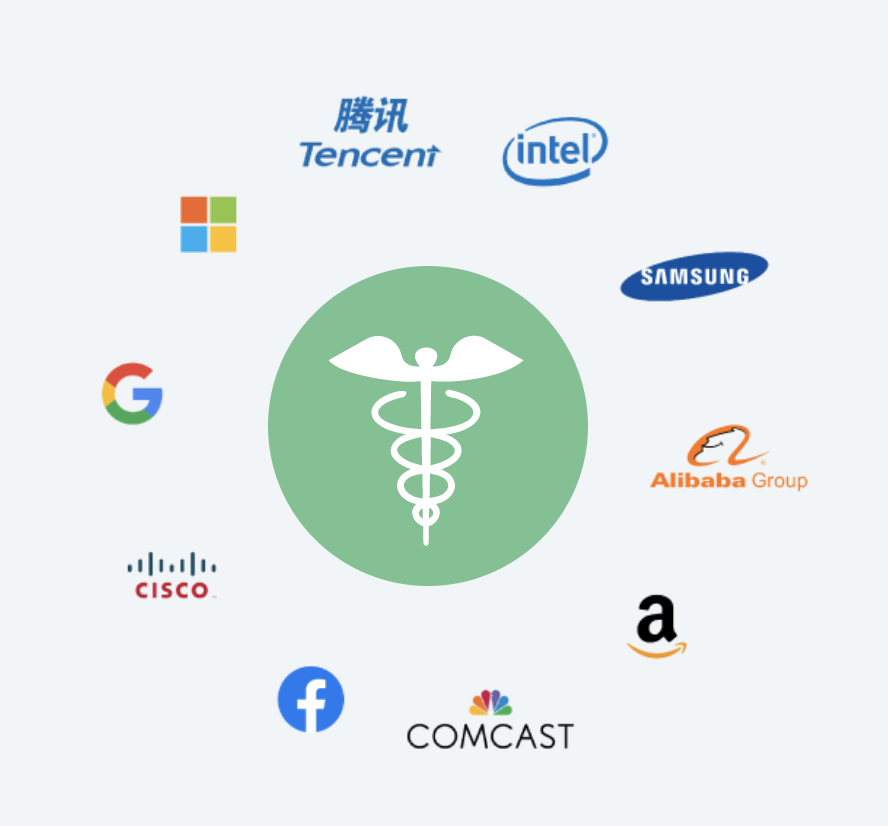 腾讯
Tencent
intel
SAMSUNG
G
Alibaba Group
CISCO
a
f
COMCAST